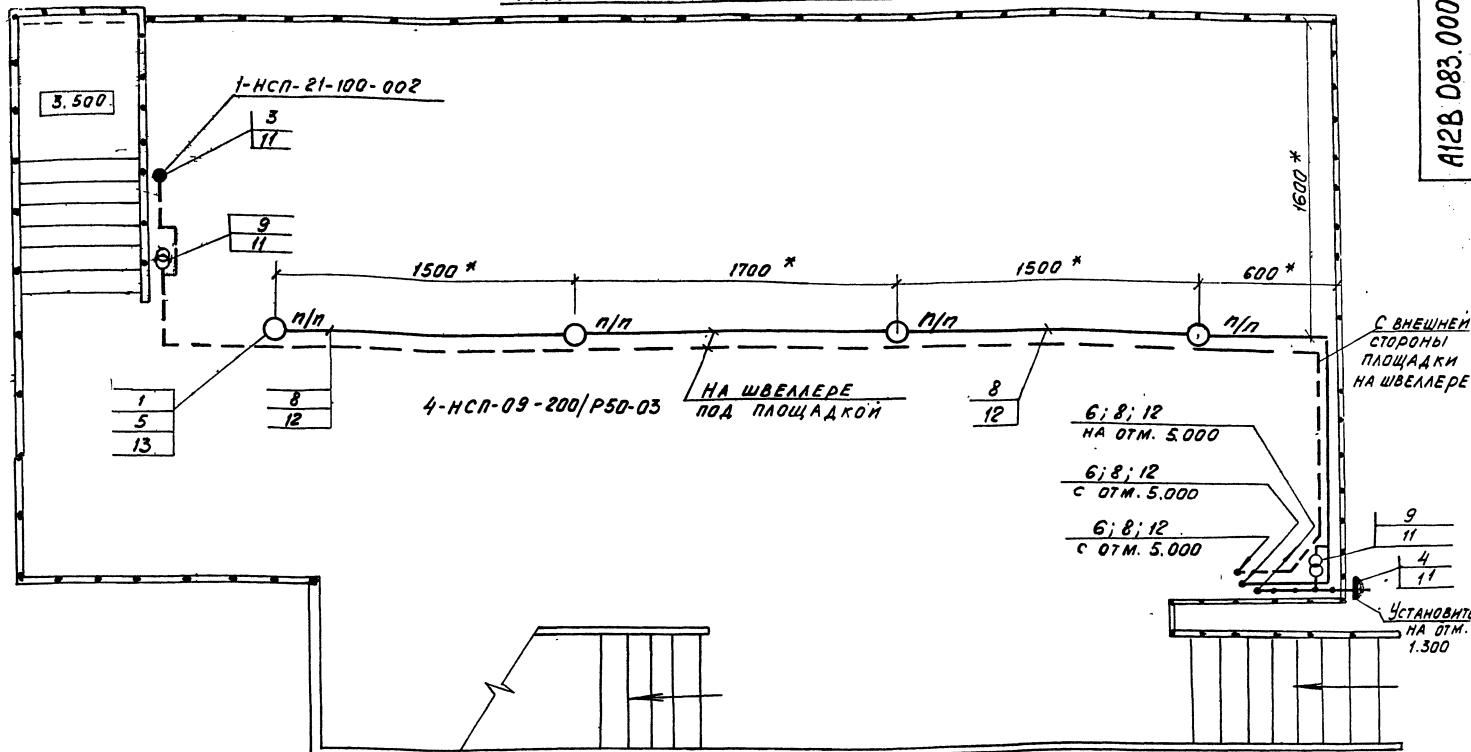 А12В 083.000
3.500
1-НСП-21-100-002
3
11
1600*
9
11
1500*
1700*
1500*
600*
п/п
п/п
п/п
п/п
С ВНЕШНЕЙ
СТОРОНЫ
ПЛОЩАДКИ
НА ШВЕЛЛЕРЕ
1
5
13
8
12
4-НСП-09-200/Р50-03
НА ШВЕЛЛЕРЕ
ПОД ПЛОЩАДКОЙ
8
12
6; 8; 12
НА ОТМ. 5.000
6; 8; 12
С ОТМ. 5.000
6; 8; 12
С ОТМ. 5.000
9
11
4
11
УСТАНОВИТЬ
НА ОТМ.
1.300